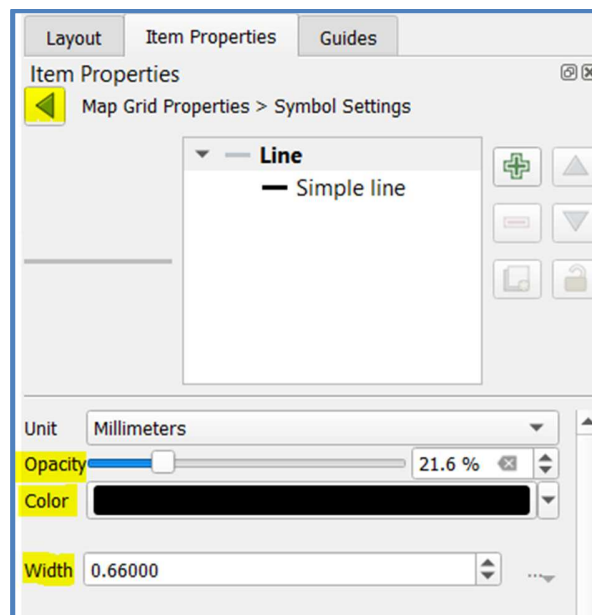 Layout Item Properties Guides
Item Properties
Map Grid Properties > Symbol Settings
Line
Simple line
Unit Millimeters
Opacity 21.6 %
Color
Width 0.66000